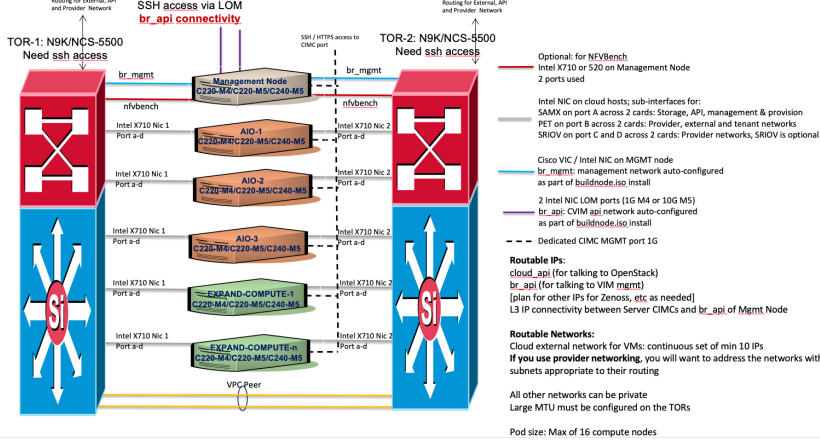 Routing for External, API
and Provider Network
SSH access via LOM
br_api connectivity
Routing for External, API
and Provider Network
TOR-1: N9K/NCS-5500
Need ssh access
SSH / HTTPS access to
CIMC port
TOR-2: N9K/NCS-5500
Need ssh access
br_mgmt
Management Node
C220-M4/C220-M5/C240-M5
br_mgmt
nfvbench
nfvbench
Intel X710 Nic 1
Port a-d
AIO-1
C220-M4/C220-M5/C240-M5
Intel X710 Nic 2
Port a-d
Intel X710 Nic 1
Port a-d
AIO-2
C220-M4/C220-M5/C240-M5
Intel X710 Nic 2
Port a-d
Intel X710 Nic 1
Port a-d
AIO-3
C220-M4/C220-M5/C240-M5
Intel X710 Nic 2
Port a-d
Intel X710 Nic 1
Port a-d
EXPAND-COMPUTE-1
C220-M4/C220-M5/C240-M5
Intel X710 Nic 2
Port a-d
Intel X710 Nic 1
Port a-d
EXPAND-COMPUTE-n
C220-M4/C220-M5/C240-M5
Intel X710 Nic 2
Port a-d
Si
Si
VPC Peer
Optional: for NFVBench
Intel X710 or 520 on Management Node
2 ports used
Intel NIC on cloud hosts; sub-interfaces for:
SAMX on port A across 2 cards: Storage, API, management & provision
PET on port B across 2 cards: Provider, external and tenant networks
SRIOV on port C and D across 2 cards: Provider networks, SRIOV is optional
Cisco VIC / Intel NIC on MGMT node
br_mgmt: management network auto-configured
as part of buildnode.iso install
2 Intel NIC LOM ports (1G M4 or 10G M5)
br_api: CVIM api network auto-configured
as part of buildnode.iso install
Dedicated CIMC MGMT port 1G
Routable IPs:
cloud_api (for talking to OpenStack)
br_api (for talking to VIM mgmt)
[plan for other IPs for Zenoss, etc as needed]
L3 IP connectivity between Server CIMCs and br_api of Mgmt Node
Routable Networks:
Cloud external network for VMs: continuous set of min 10 IPs
If you use provider networking, you will want to address the networks with
subnets appropriate to their routing
All other networks can be private
Large MTU must be configured on the TORs
Pod size: Max of 16 compute nodes